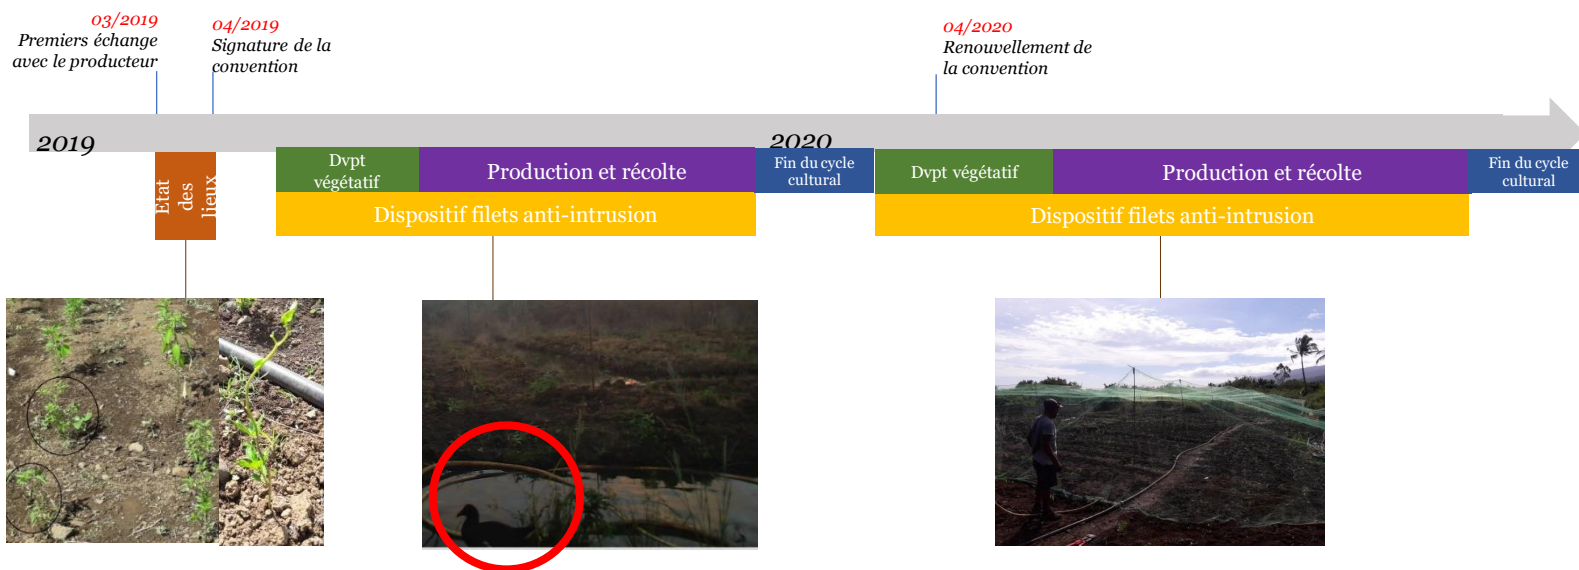 03/2019
Premiers échange
avec le producteur
04/2019
Signature de la
convention
04/2020
Renouvellement de
la convention
2019
2020
Etat
des
lieux
Dvpt
végétatif
Production et récolte
Fin du cycle
cultural
Dvpt végétatif
Production et récolte
Fin du cycle
cultural
Dispositif filets anti-intrusion
Dispositif filets anti-intrusion